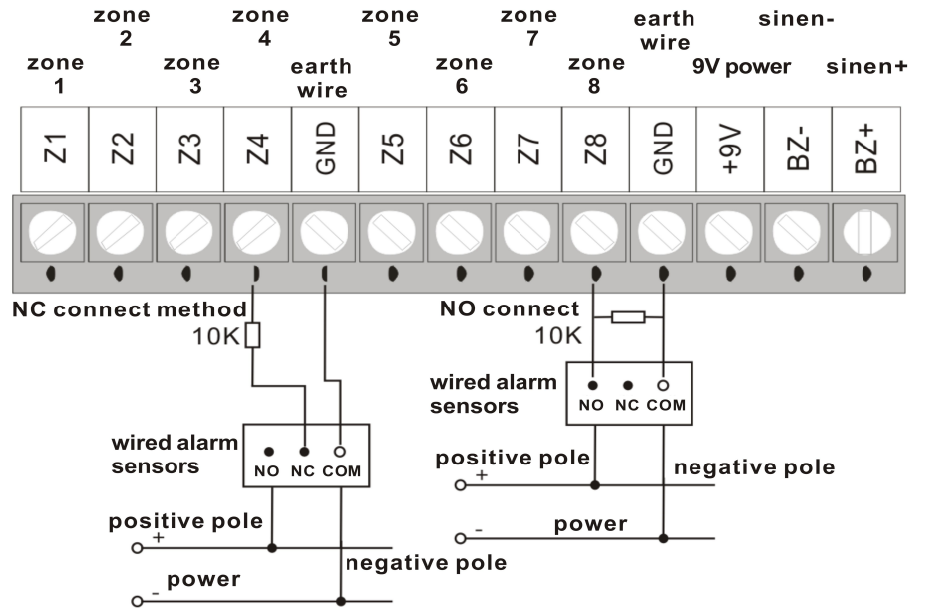 zone
2
zone
4
zone
5
zone
7
earth
wire
sinen-
zone
1
zone
3
earth
wire
zone
6
zone
8
9V power
sinen+
Z1
Z2
Z3
Z4
GND
Z5
Z6
Z7
Z8
GND
+9V
BZ-
BZ+
NC connect method
10K
wired alarm
sensors
NO NC COM
positive pole
+
negative pole
power
-
NO connect
10K
wired alarm
sensors
NO NC COM
positive pole
+
negative pole
power
-